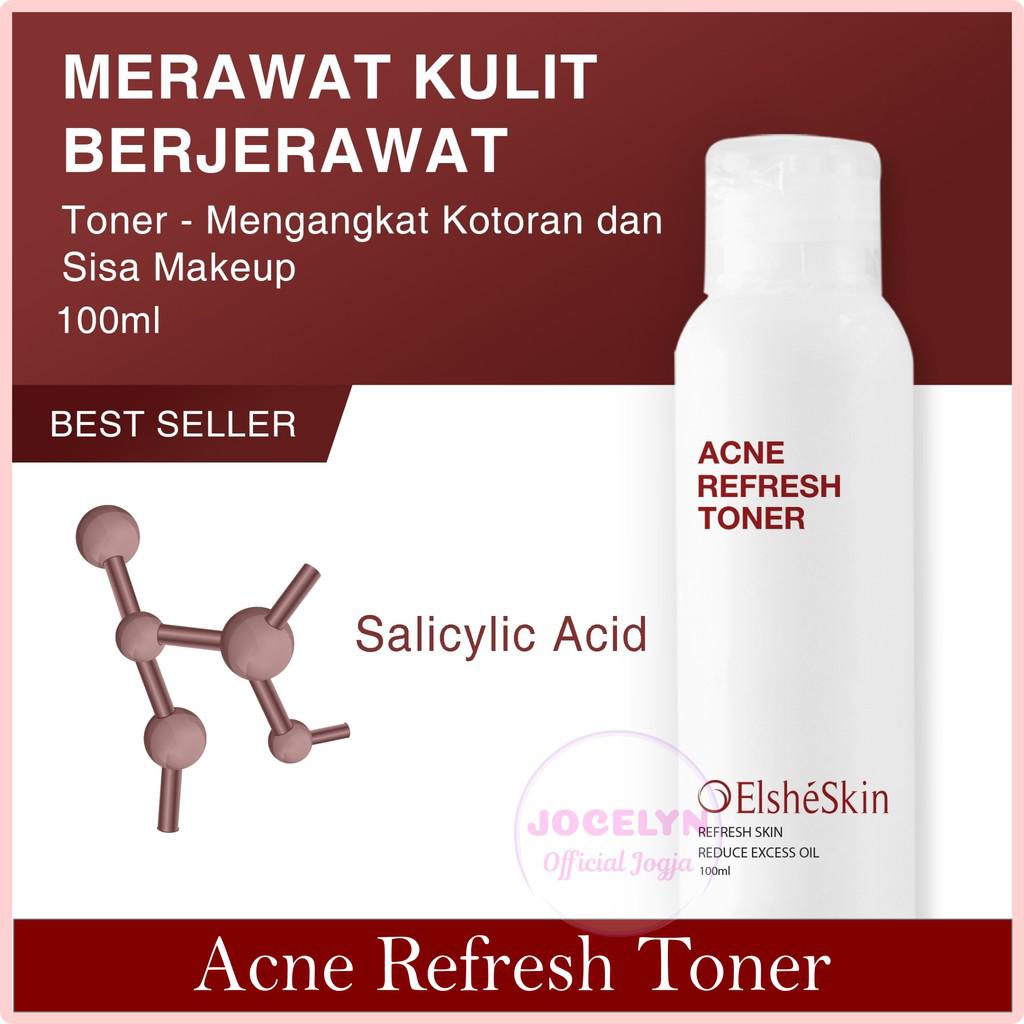 MERAWAT KULIT
BERJERAWAT
Toner - Mengangkat Kotoran dan
Sisa Makeup
100ml
BEST SELLER
Salicylic Acid
ACNE
REFRESH
TONER
ElshéSkin
REFRESH SKIN
REDUCE EXCESS OIL
100ml
JOCELYN
Official Jogja
Acne Refresh Toner